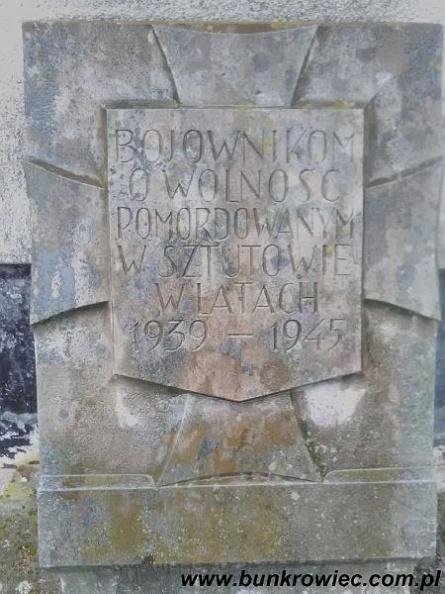 BOJOWNIKOM
O WOLNOŚĆ
POMORDOWANYM
W SZTUTOWIE
W LATACH
1939 – 1945
www.bunkrowiec.com.pl